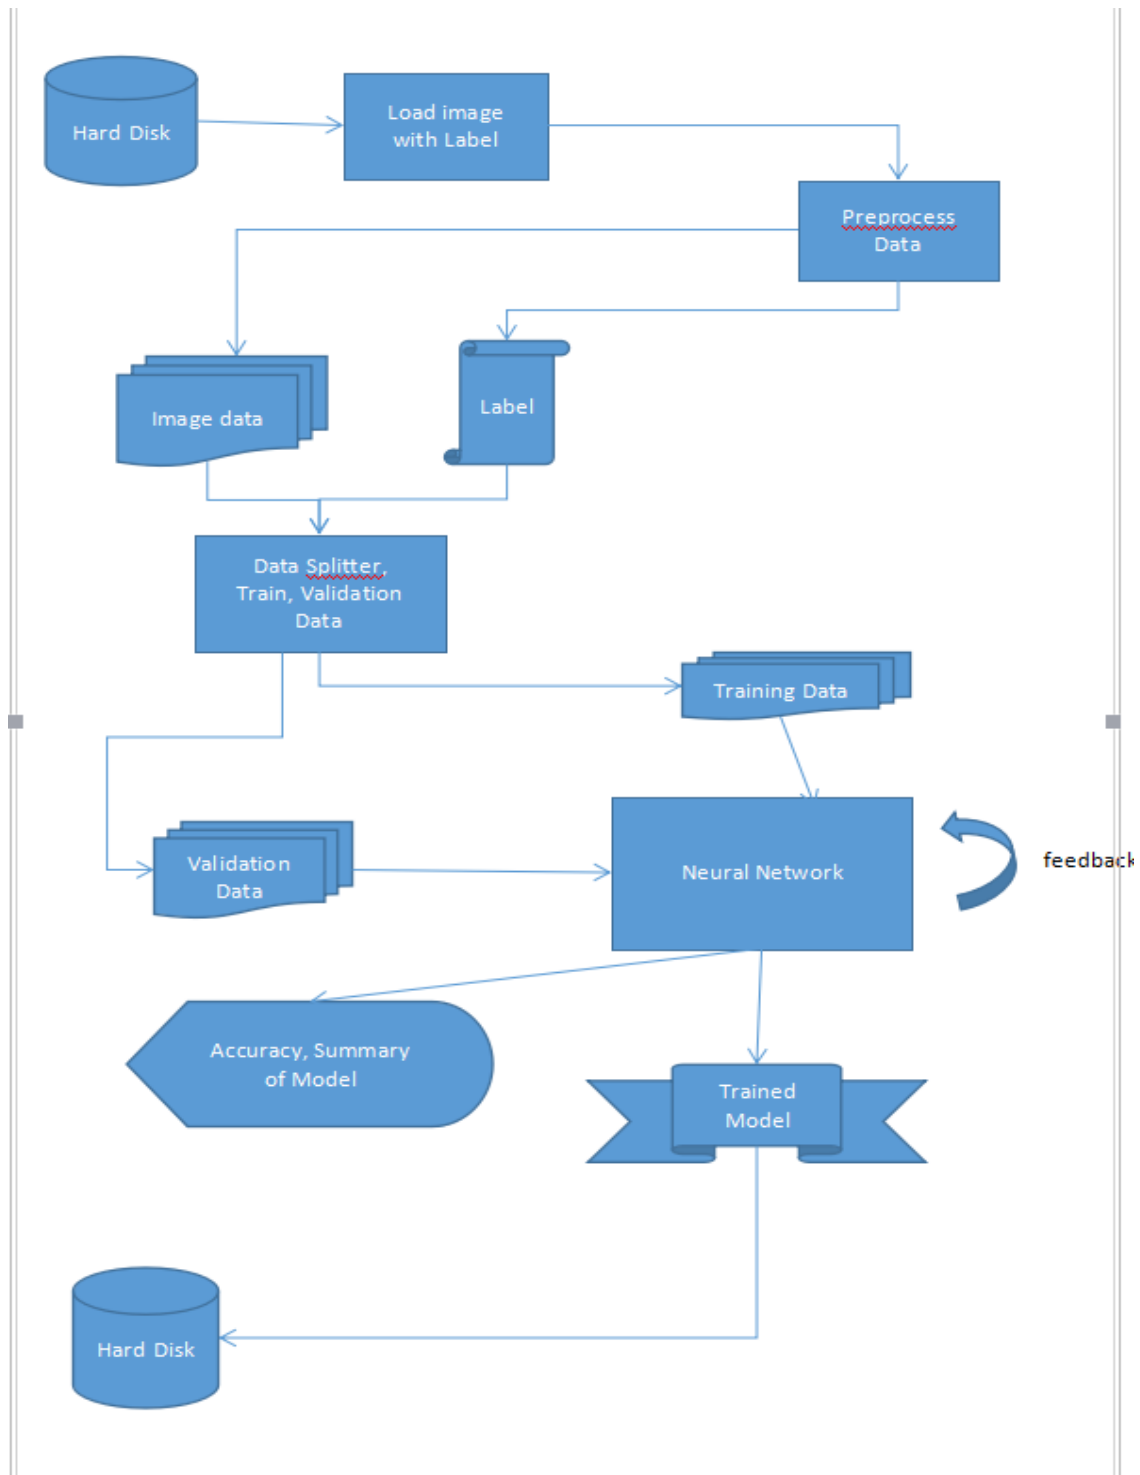 Hard Disk
Load image
with Label
Preprocess
Data
Image data
Label
Data Splitter,
Train, Validation
Data
Training Data
Validation
Data
Neural Network
feedback
Accuracy, Summary
of Model
Trained
Model
Hard Disk